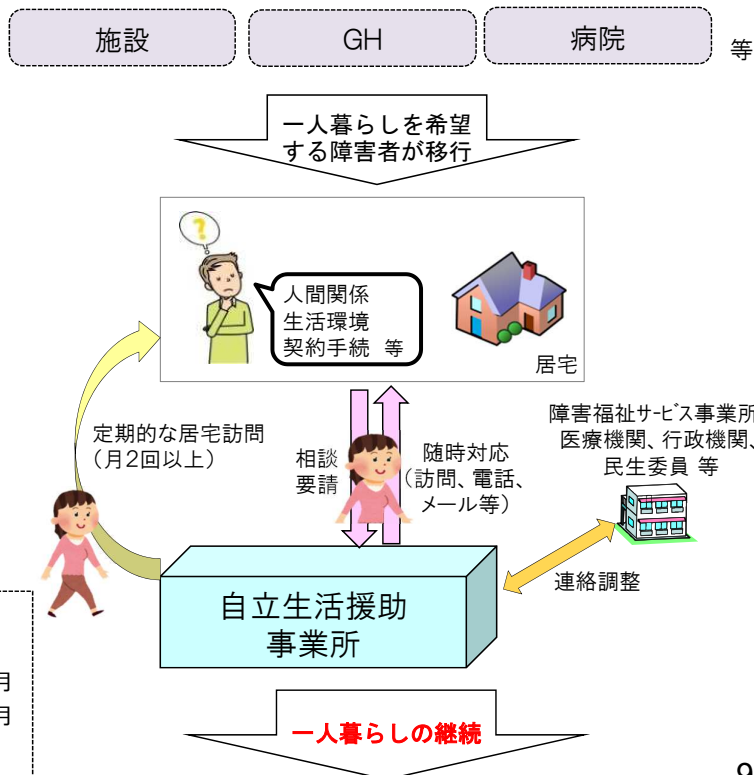 施設
GH
病院
等
一人暮らしを希望
する障害者が移行
?
人間関係
生活環境
契約手続 等
居宅
定期的な居宅訪問
(月2回以上)
相談
要請
随時対応
(訪問、電話、
メール等)
障害福祉サービス事業所
医療機関、行政機関、
民生委員 等
連絡調整
自立生活援助
事業所
月
月
一人暮らしの継続